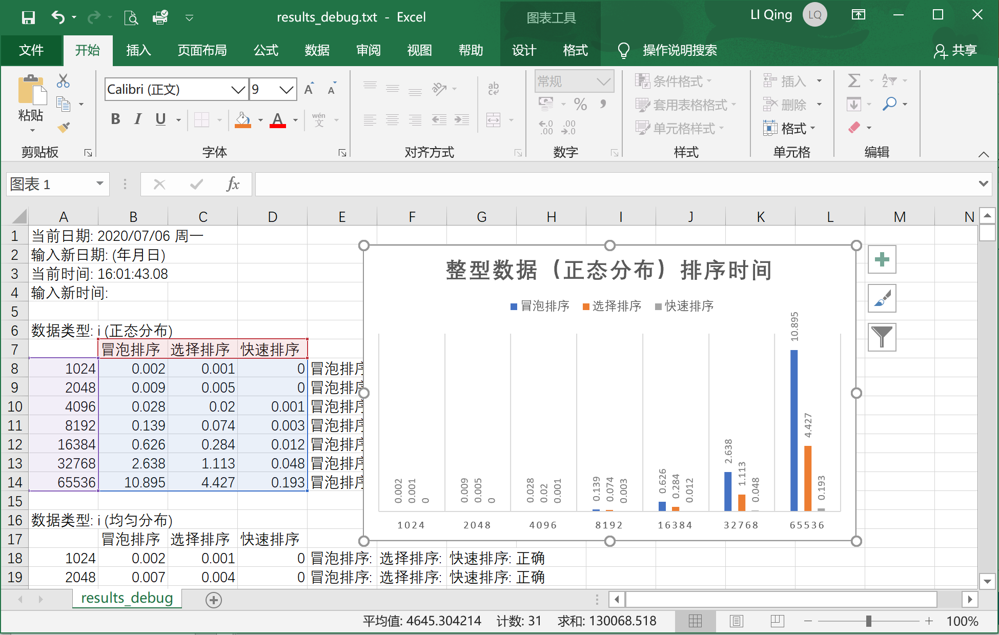 results_debug.txt - Excel
图表工具
LI Qing
LQ
文件 开始 插入 页面布局 公式 数据 审阅 视图 帮助 设计 格式 操作说明搜索 共享
粘贴
Calibri (正文) 9
B I U
wén
文
常规
条件格式
套用表格格式
单元格样式
插入
删除
格式
剪贴板 字体 对齐方式 数字 样式 单元格 编辑
图表 1
fx
A B C D E F G H I J K L M N
1 当前日期: 2020/07/06 周一
2 输入新日期: (年月日)
3 当前时间: 16:01:43.08
4 输入新时间:
5
6 数据类型: i (正态分布)
7 冒泡排序 选择排序 快速排序
8 1024 0.002 0.001 0 冒泡排序
9 2048 0.009 0.005 0 冒泡排序
10 4096 0.028 0.02 0.001 冒泡排序
11 8192 0.139 0.074 0.003 冒泡排序
12 16384 0.626 0.284 0.012 冒泡排序
13 32768 2.638 1.113 0.048 冒泡排序
14 65536 10.895 4.427 0.193 冒泡排序
15
16 数据类型: i (均匀分布)
17 冒泡排序 选择排序 快速排序
18 1024 0.002 0.001 0 冒泡排序: 选择排序: 快速排序: 正确
19 2048 0.007 0.004 0 冒泡排序: 选择排序: 快速排序: 正确
整型数据（正态分布）排序时间
冒泡排序 选择排序 快速排序
0.002 0.001 0
0.009 0.005 0
0.028 0.02 0.001
0.139 0.074 0.003
0.626 0.284 0.012
2.638 1.113 0.048
10.895 4.427 0.193
1024 2048 4096 8192 16384 32768 65536
results_debug
平均值: 4645.304214 计数: 31 求和: 130068.518
100%